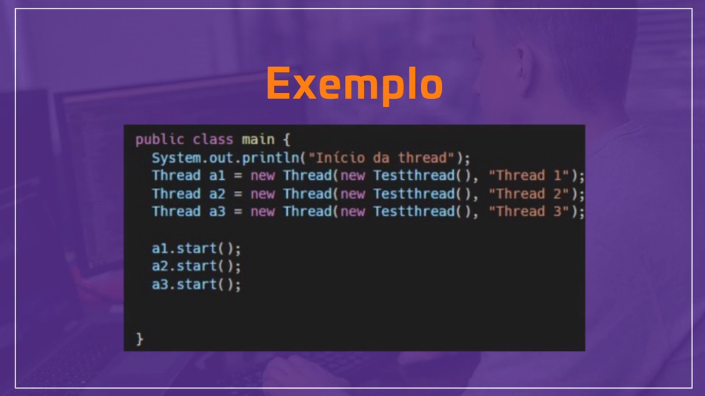 Exemplo
public class main {
System.out.println("Início da thread");
Thread a1 = new Thread(new Testthread(), "Thread 1");
Thread a2 = new Thread(new Testthread(), "Thread 2");
Thread a3 = new Thread(new Testthread(), "Thread 3");
a1.start();
a2.start();
a3.start();
}